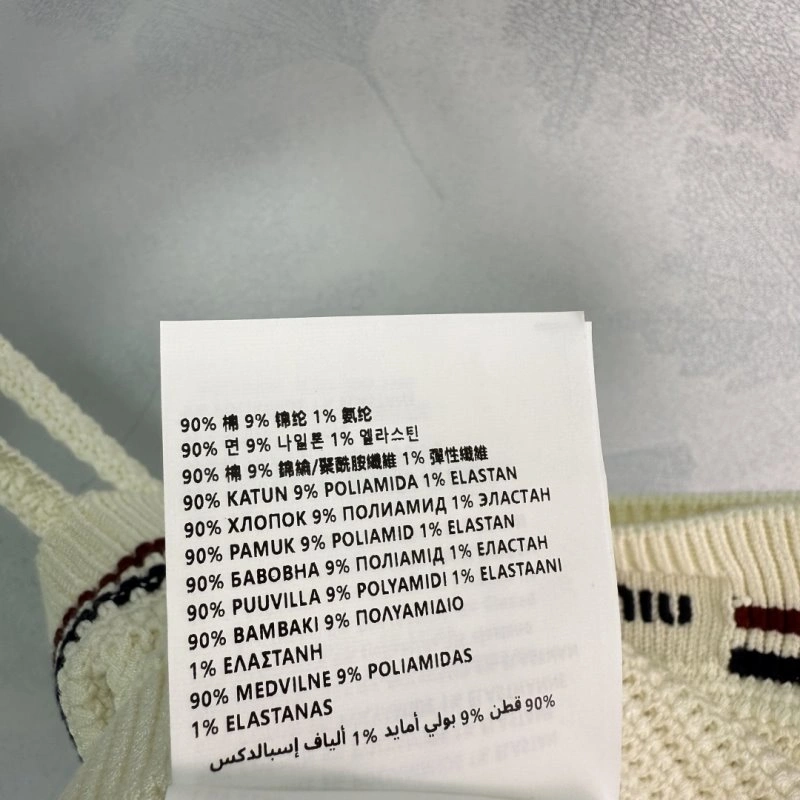 90% 棉 9% 锦纶 1% 氨纶
90% 면 9% 나일론 1% 엘라스틴
90% 棉 9% 錦綸/聚酰胺纖維 1% 彈性纖維
90% KATUN 9% POLIAMIDA 1% ELASTAN
90% ХЛОПОК 9% ПОЛИАМИД 1% ЭЛАСТАН
90% PAMUK 9% POLIAMID 1% ELASTAN
90% БАВОВНА 9% ПОЛІАМІД 1% ЕЛАСТАН
90% PUUVILLA 9% POLYAMIDI 1% ELASTAANI
90% ΒΑΜΒΑΚΙ 9% ΠΟΛΥΑΜΙΔΙΟ
1% ΕΛΑΣΤΑΝΗ
90% MEDVILNE 9% POLIAMIDAS
1% ELASTANAS
90% قطن 9% بولي أمايد 1% ألياف إسبالدكس